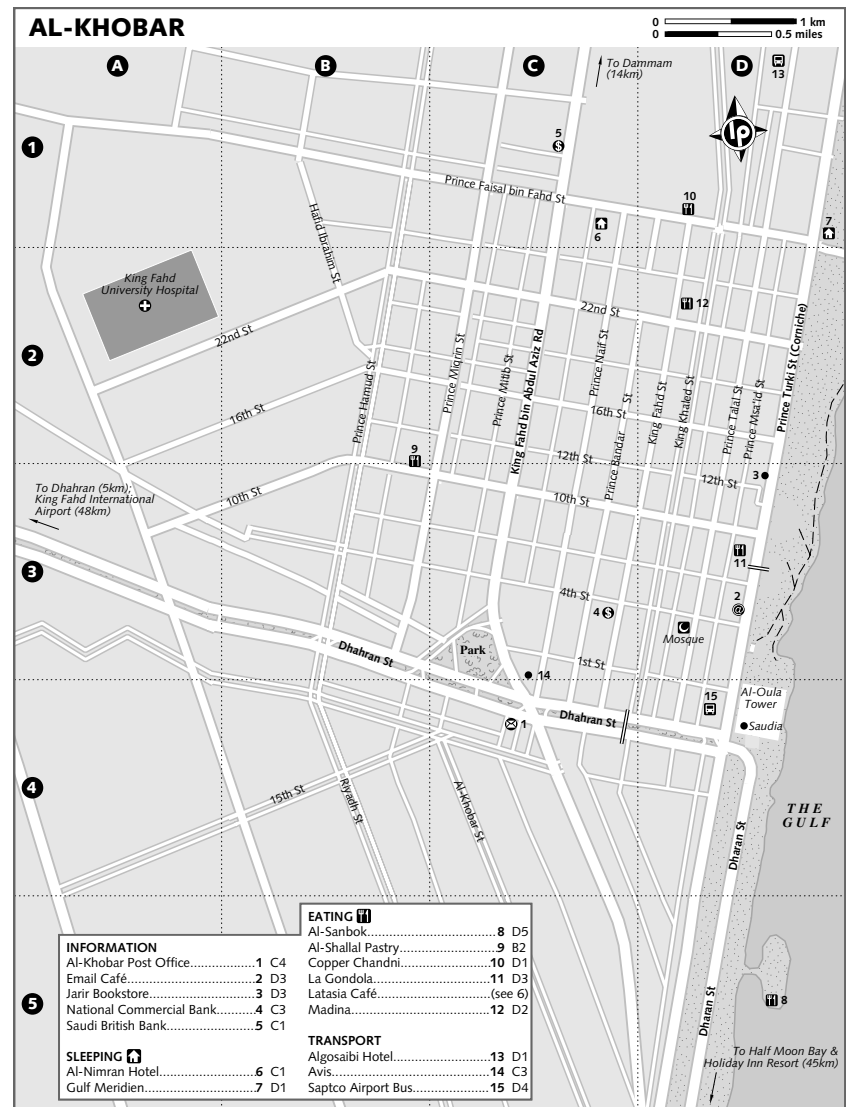 AL-KHOBAR
0 1 km
0 0.5 miles
A
B
C
D
To Dammam
(14km)
13
lp
1
5
$
Prince Faisal bin Fahd St
10
6
7
Hafid Ibrahim St
King Fahd
University Hospital
22nd St
22nd St
12
2
Prince Hamud St
Prince Miqrin St
Prince Mitib St
King Fahd bin Abdul Aziz Rd
Prince Naif St
Prince Bandar St
King Fahd St
King Khaled St
Prince Talal St
Prince Msa'id St
Prince Turki St (Corniche)
16th St
16th St
9
12th St
12th St
3
To Dhahran (5km);
King Fahd International
Airport (48km)
10th St
10th St
11
3
4th St
4
$
2
@
Mosque
Park
Dhahran St
1st St
14
15
Al-Oula
Tower
Saudia
1
Dhahran St
4
15th St
Riyadh St
Al-Khobar St
Dharan St
THE
GULF
5
8
Dharan St
To Half Moon Bay &
Holiday Inn Resort (45km)
INFORMATION
Al-Khobar Post Office.....................1 C4
Email Café.....................2 D3
Jarir Bookstore.....................3 D3
National Commercial Bank.....................4 C3
Saudi British Bank.....................5 C1
SLEEPING
Al-Nimran Hotel.....................6 C1
Gulf Meridien.....................7 D1
EATING
Al-Sanbok.....................8 D5
Al-Shallal Pastry.....................9 B2
Copper Chandni.....................10 D1
La Gondola.....................11 D3
Latasia Café.....................(see 6)
Madina.....................12 D2
TRANSPORT
Algosaibi Hotel.....................13 D1
Avis.....................14 C3
Saptco Airport Bus.....................15 D4